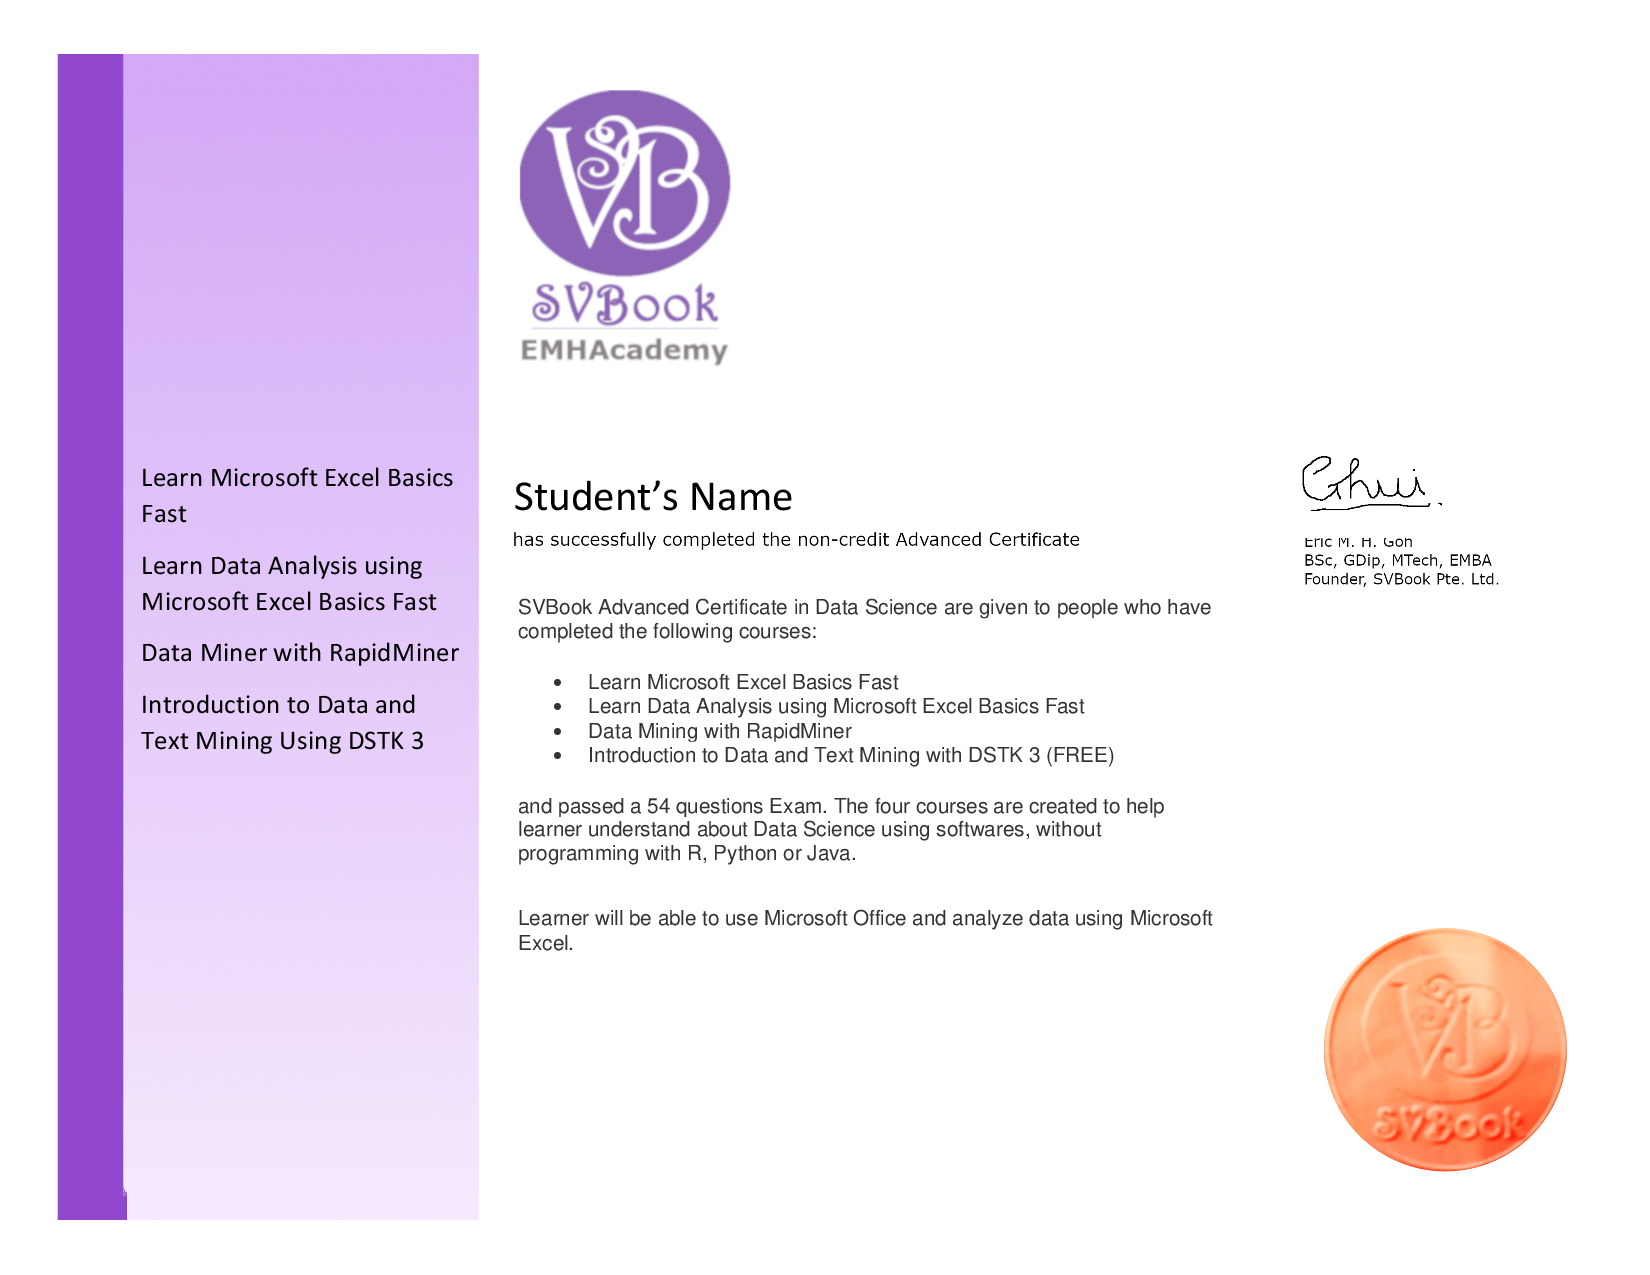 Learn Microsoft Excel Basics
Fast
Learn Data Analysis using
Microsoft Excel Basics Fast
Data Miner with RapidMiner
Introduction to Data and
Text Mining Using DSTK 3
SVB
SVBook
EMHAcademy
Student’s Name
has successfully completed the non-credit Advanced Certificate
SVBook Advanced Certificate in Data Science are given to people who have
completed the following courses:
• Learn Microsoft Excel Basics Fast
• Learn Data Analysis using Microsoft Excel Basics Fast
• Data Mining with RapidMiner
• Introduction to Data and Text Mining with DSTK 3 (FREE)
and passed a 54 questions Exam. The four courses are created to help
learner understand about Data Science using softwares, without
programming with R, Python or Java.
Learner will be able to use Microsoft Office and analyze data using Microsoft
Excel.
Eric M. H. Goh
BSc, GDip, MTech, EMBA
Founder, SVBook Pte. Ltd.
SVB
SVBook